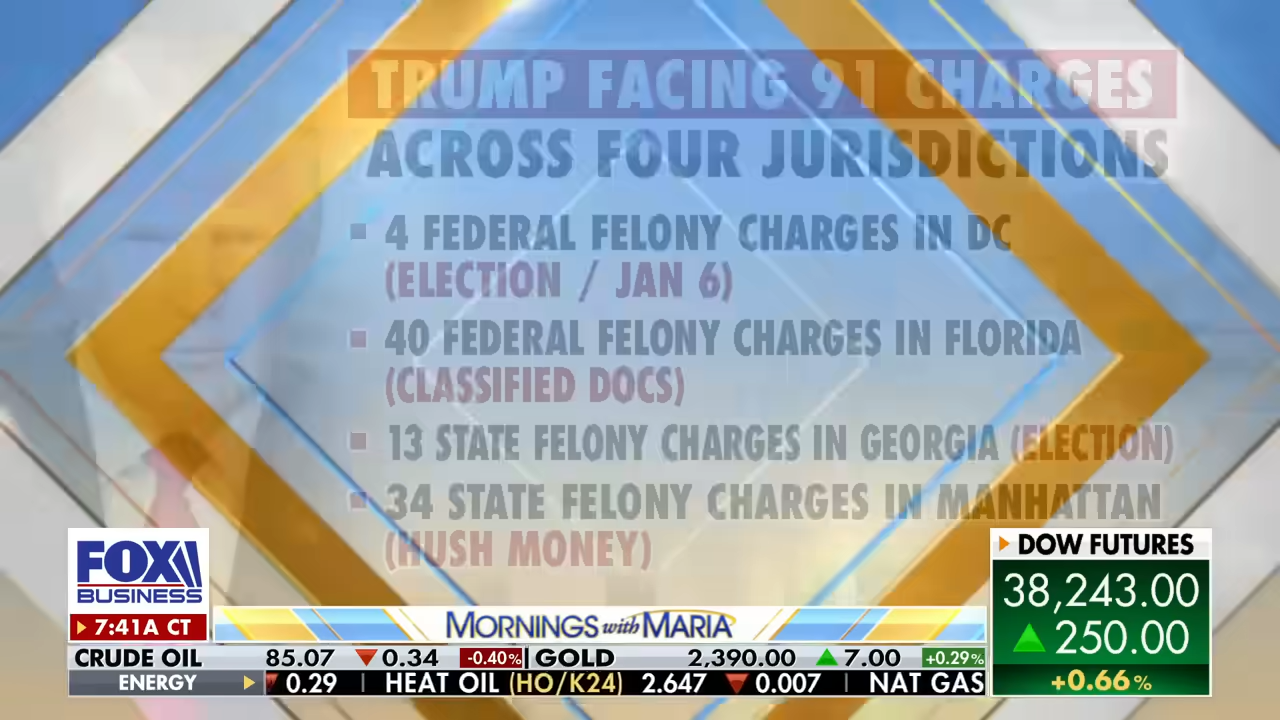 TRUMP FACING 91 CHARGES
ACROSS FOUR JURISDICTIONS
▪ 4 FEDERAL FELONY CHARGES IN DC
(ELECTION / JAN 6)
▪ 40 FEDERAL FELONY CHARGES IN FLORIDA
(CLASSIFIED DOCS)
▪ 13 STATE FELONY CHARGES IN GEORGIA (ELECTION)
▪ 34 STATE FELONY CHARGES IN MANHATTAN
(HUSH MONEY)
FOX
BUSINESS
7:41A CT
MORNINGS with MARIA
DOW FUTURES
38,243.00
▲ 250.00
+0.66%
CRUDE OIL 85.07 ▼ 0.34 -0.40% GOLD 2,390.00 ▲ 7.00 +0.29%
ENERGY ▼ 0.29 | HEAT OIL (HO/K24) 2.647 ▼ 0.007 | NAT GAS